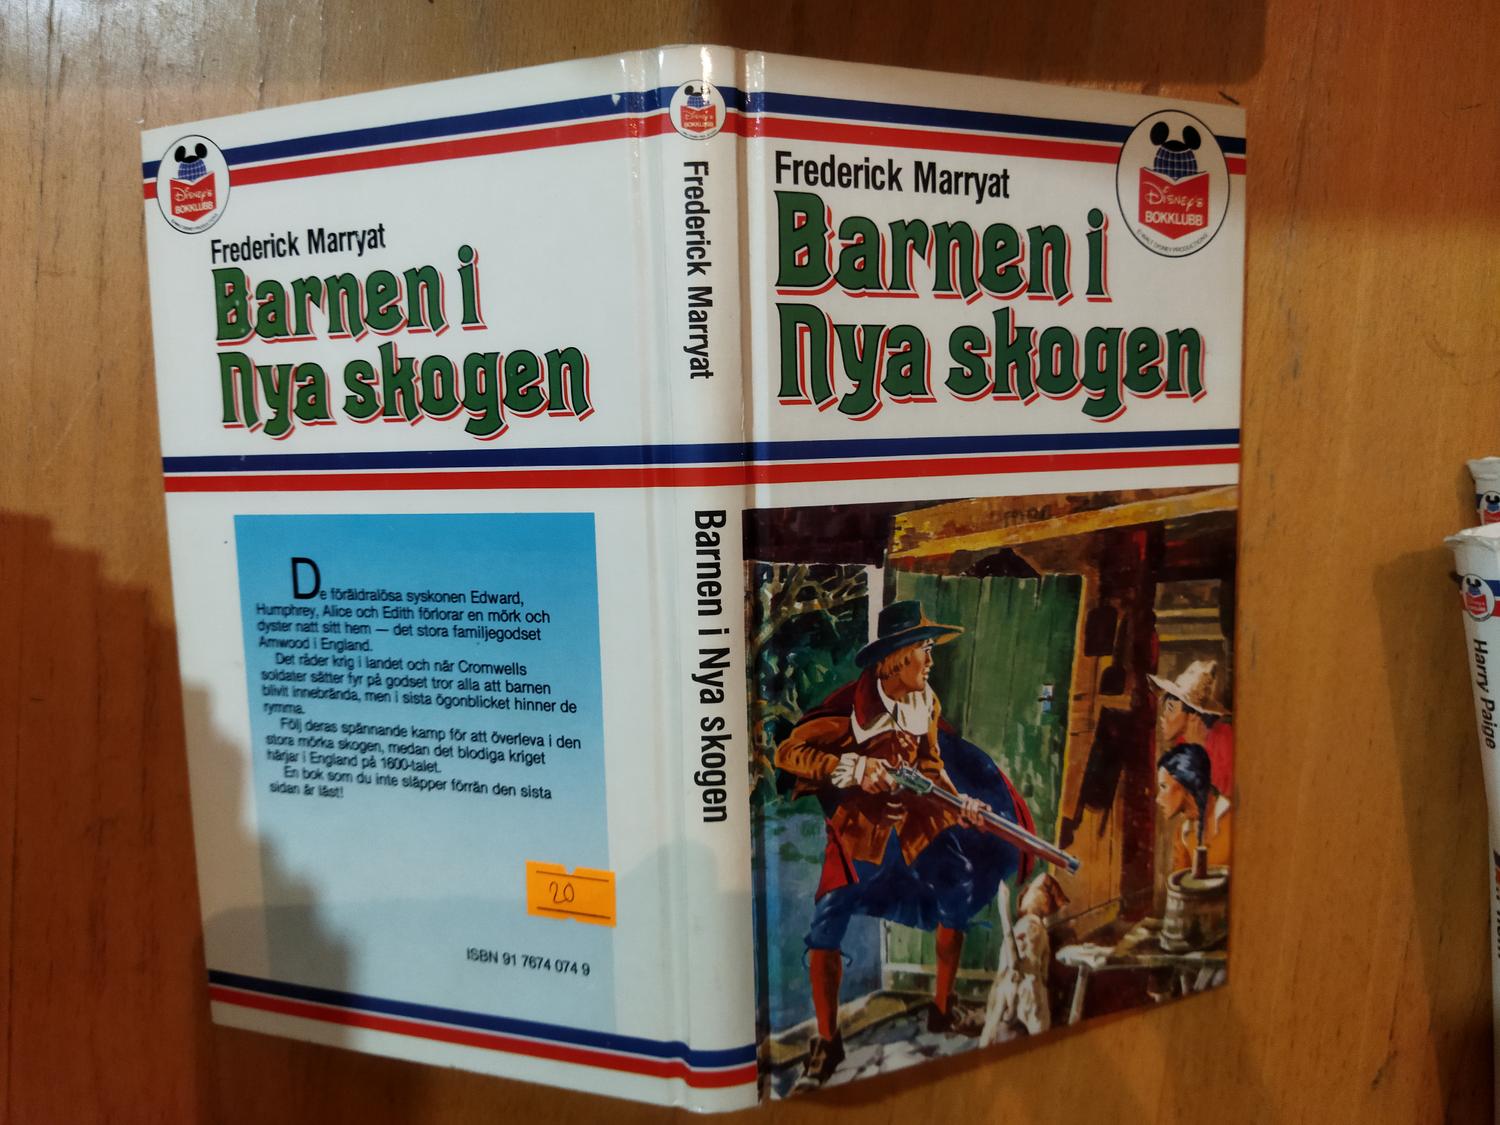 Frederick Marryat
Barnen i
Nya skogen
De föräldralösa syskonen Edward,
Humphrey, Alice och Edith förlorar en mörk och
dyster natt sitt hem — det stora familjegodset
Arnwood i England.
Det råder krig i landet och när Cromwells
soldater sätter fyr på godset tror alla att barnen
blivit innebrända, men i sista ögonblicket hinner de
rymma.
Följ deras spännande kamp för att överleva i den
stora mörka skogen, medan det blodiga kriget
härjar i England på 1600-talet.
En bok som du inte släpper förrän den sista
sidan är läst!
20
ISBN 91 7674 074 9
DISNEY'S
BOKKLUBB
Disney's
BOKKLUBB
Frederick Marryat
Barnen i Nya skogen
Frederick Marryat
Barnen i
Nya skogen
DISNEY'S
BOKKLUBB
© WALT DISNEY PRODUCTIONS
Harry Paige